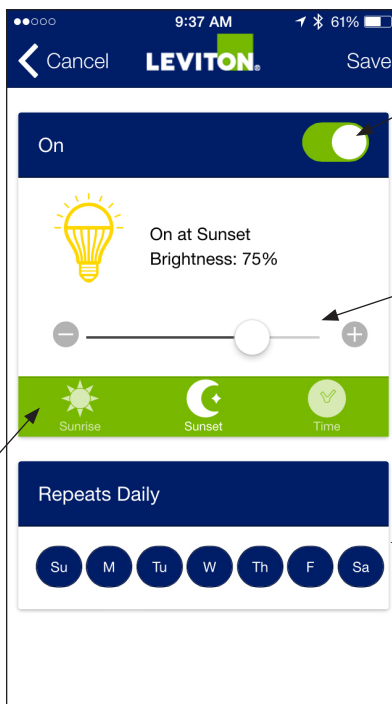 9:37 AM 61%
Cancel LEVITON® Save
On
On at Sunset
Brightness: 75%
Sunrise Sunset Time
Repeats Daily
Su M Tu W Th F Sa